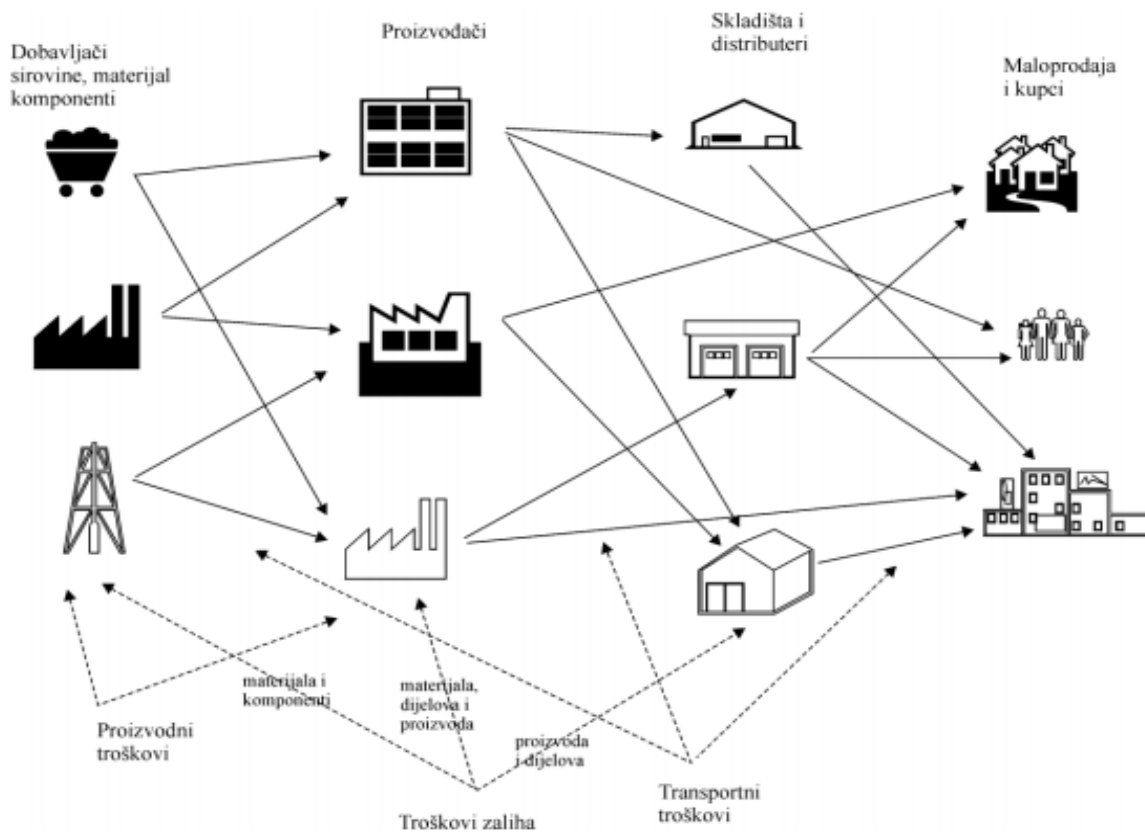 Dobavljači
sirovine, materijal
komponenti
Proizvođači
Skladišta i
distributeri
Maloprodaja
i kupci
materijala i
komponenti
materijala,
dijelova i
proizvoda
proizvoda
i dijelova
Proizvodni
troškovi
Troškovi zaliha
Transportni
troškovi